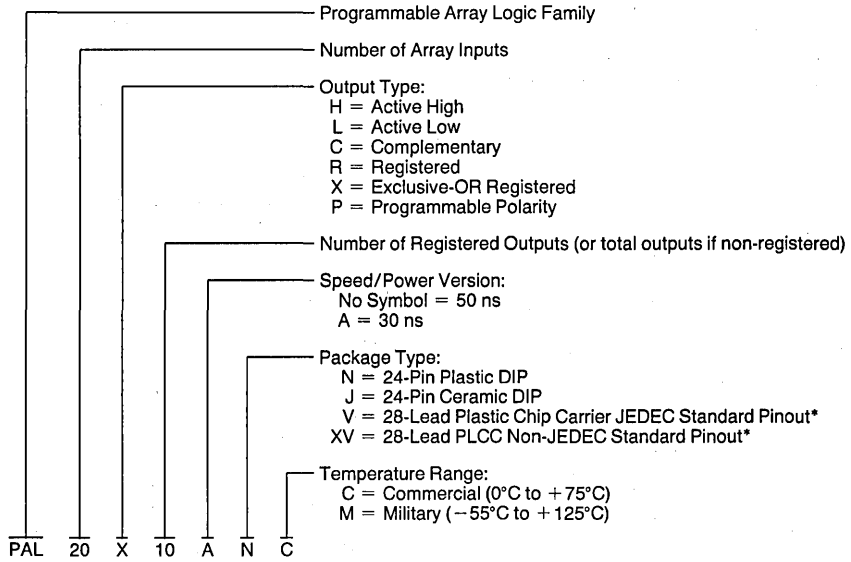 Programmable Array Logic Family
Number of Array Inputs
Output Type:
H = Active High
L = Active Low
C = Complementary
R = Registered
X = Exclusive-OR Registered
P = Programmable Polarity
Number of Registered Outputs (or total outputs if non-registered)
Speed/Power Version:
No Symbol = 50 ns
A = 30 ns
Package Type:
N = 24-Pin Plastic DIP
J = 24-Pin Ceramic DIP
V = 28-Lead Plastic Chip Carrier JEDEC Standard Pinout*
XV = 28-Lead PLCC Non-JEDEC Standard Pinout*
Temperature Range:
C = Commercial (0°C to +75°C)
M = Military (−55°C to +125°C)
PAL 20 X 10 A N C